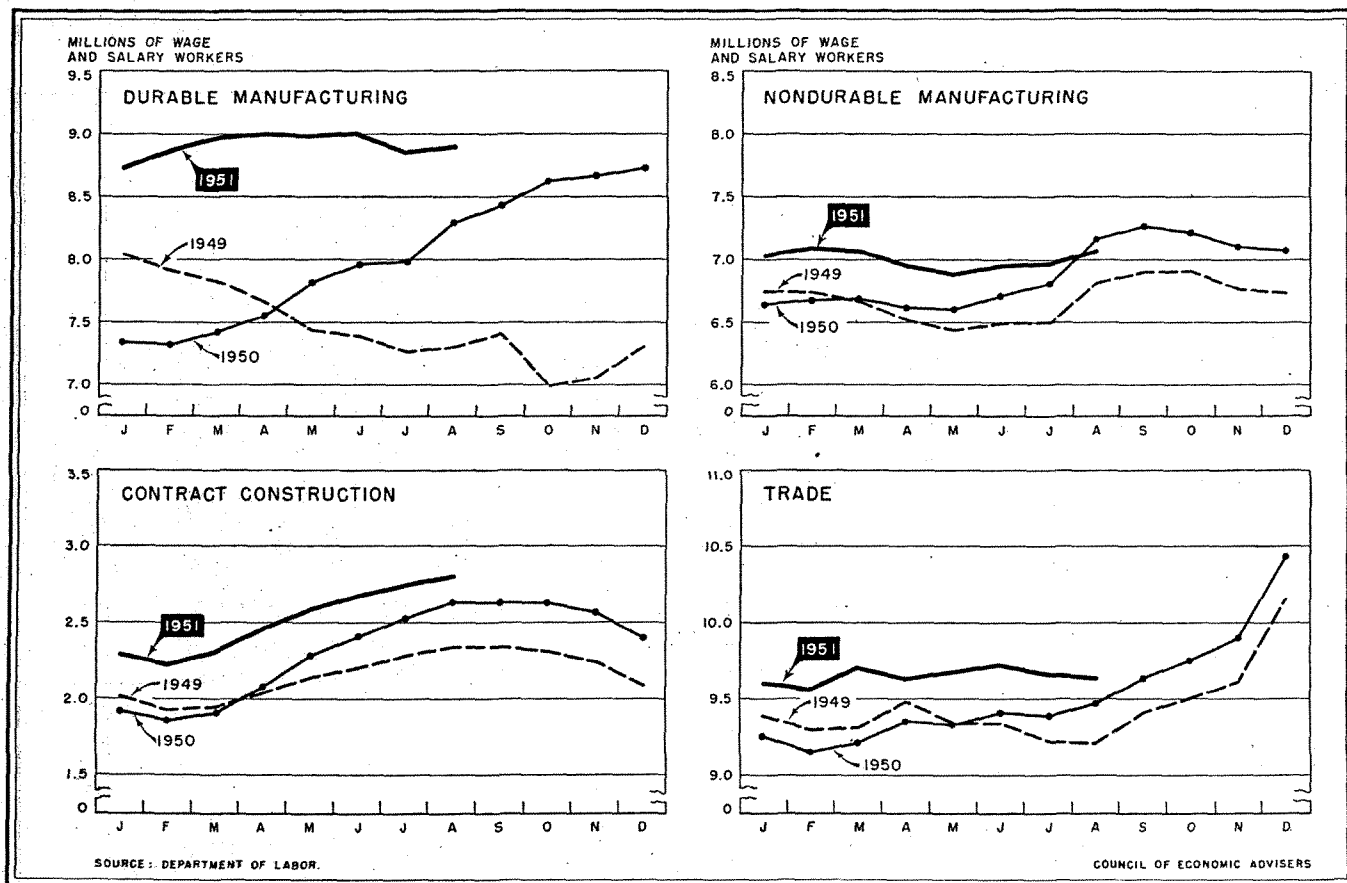 MILLIONS OF WAGE
AND SALARY WORKERS
9.5
DURABLE MANUFACTURING
9.0
1951
8.5
1949
8.0
7.5
1950
7.0
0
J F M A M J J A S O N D
MILLIONS OF WAGE
AND SALARY WORKERS
8.5
NONDURABLE MANUFACTURING
8.0
7.5
1951
7.0
1949
6.5
1950
6.0
0
J F M A M J J A S O N D
3.5
CONTRACT CONSTRUCTION
3.0
2.5
1951
1949
2.0
1950
1.5
0
J F M A M J J A S O N D
11.0
TRADE
10.5
10.0
1951
9.5
1949
1950
9.0
0
J F M A M J J A S O N D
SOURCE: DEPARTMENT OF LABOR.
COUNCIL OF ECONOMIC ADVISERS